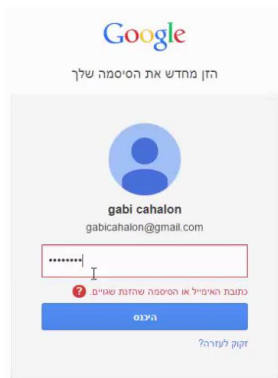 Google
הזן מחדש את הסיסמה שלך
gabi cahalon
gabicahalon@gmail.com
••••••••
כתובת האימייל או הסיסמה שהזנת שגויים.
היכנס
זקוק לעזרה?